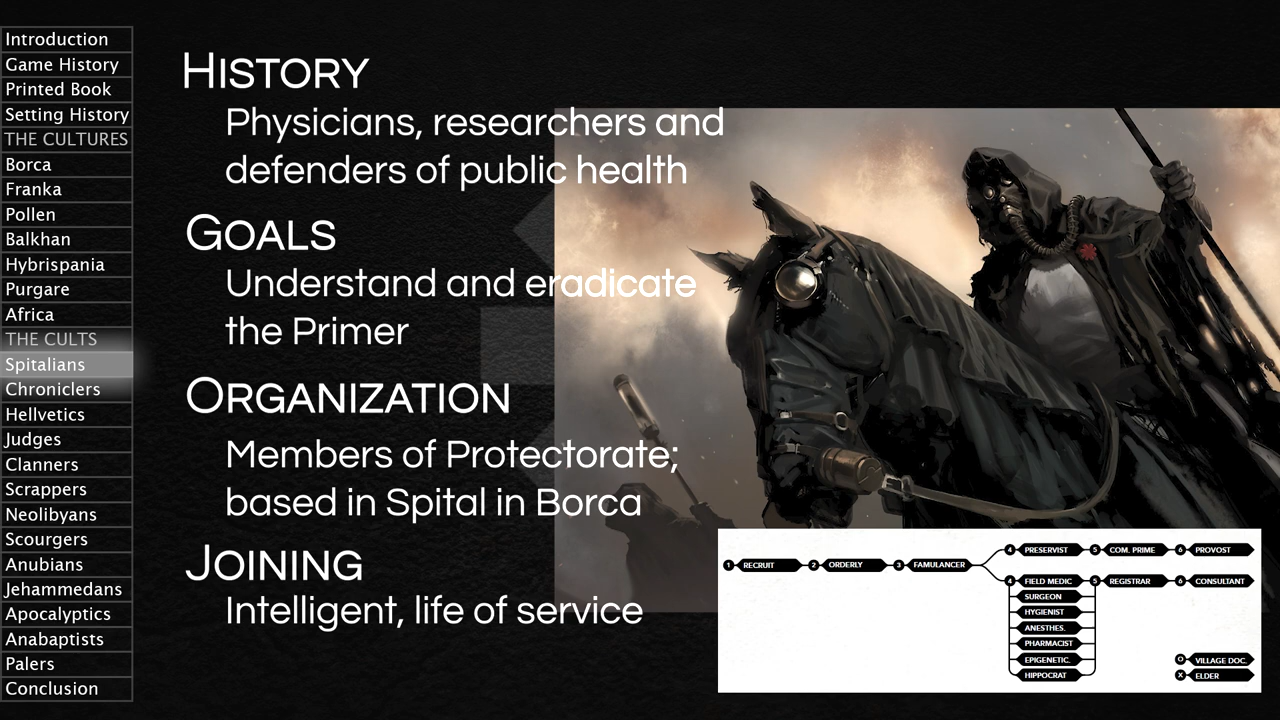 Introduction
Game History
Printed Book
Setting History
THE CULTURES
Borca
Franka
Pollen
Balkhan
Hybrispania
Purgare
Africa
THE CULTS
Spitalians
Chroniclers
Hellvetics
Judges
Clanners
Scrappers
Neolibyans
Scourgers
Anubians
Jehammedans
Apocalyptics
Anabaptists
Palers
Conclusion
HISTORY
Physicians, researchers and
defenders of public health
GOALS
Understand and eradicate
the Primer
ORGANIZATION
Members of Protectorate;
based in Spital in Borca
JOINING
Intelligent, life of service
4 PRESERVIST 5 COM. PRIME 6 PROVOST
1 RECRUIT 2 ORDERLY 3 FAMULANCER
4 FIELD MEDIC 5 REGISTRAR 6 CONSULTANT
SURGEON
HYGIENIST
ANESTHES.
PHARMACIST
EPIGENETIC.
HIPPOCRAT
O VILLAGE DOC.
X ELDER